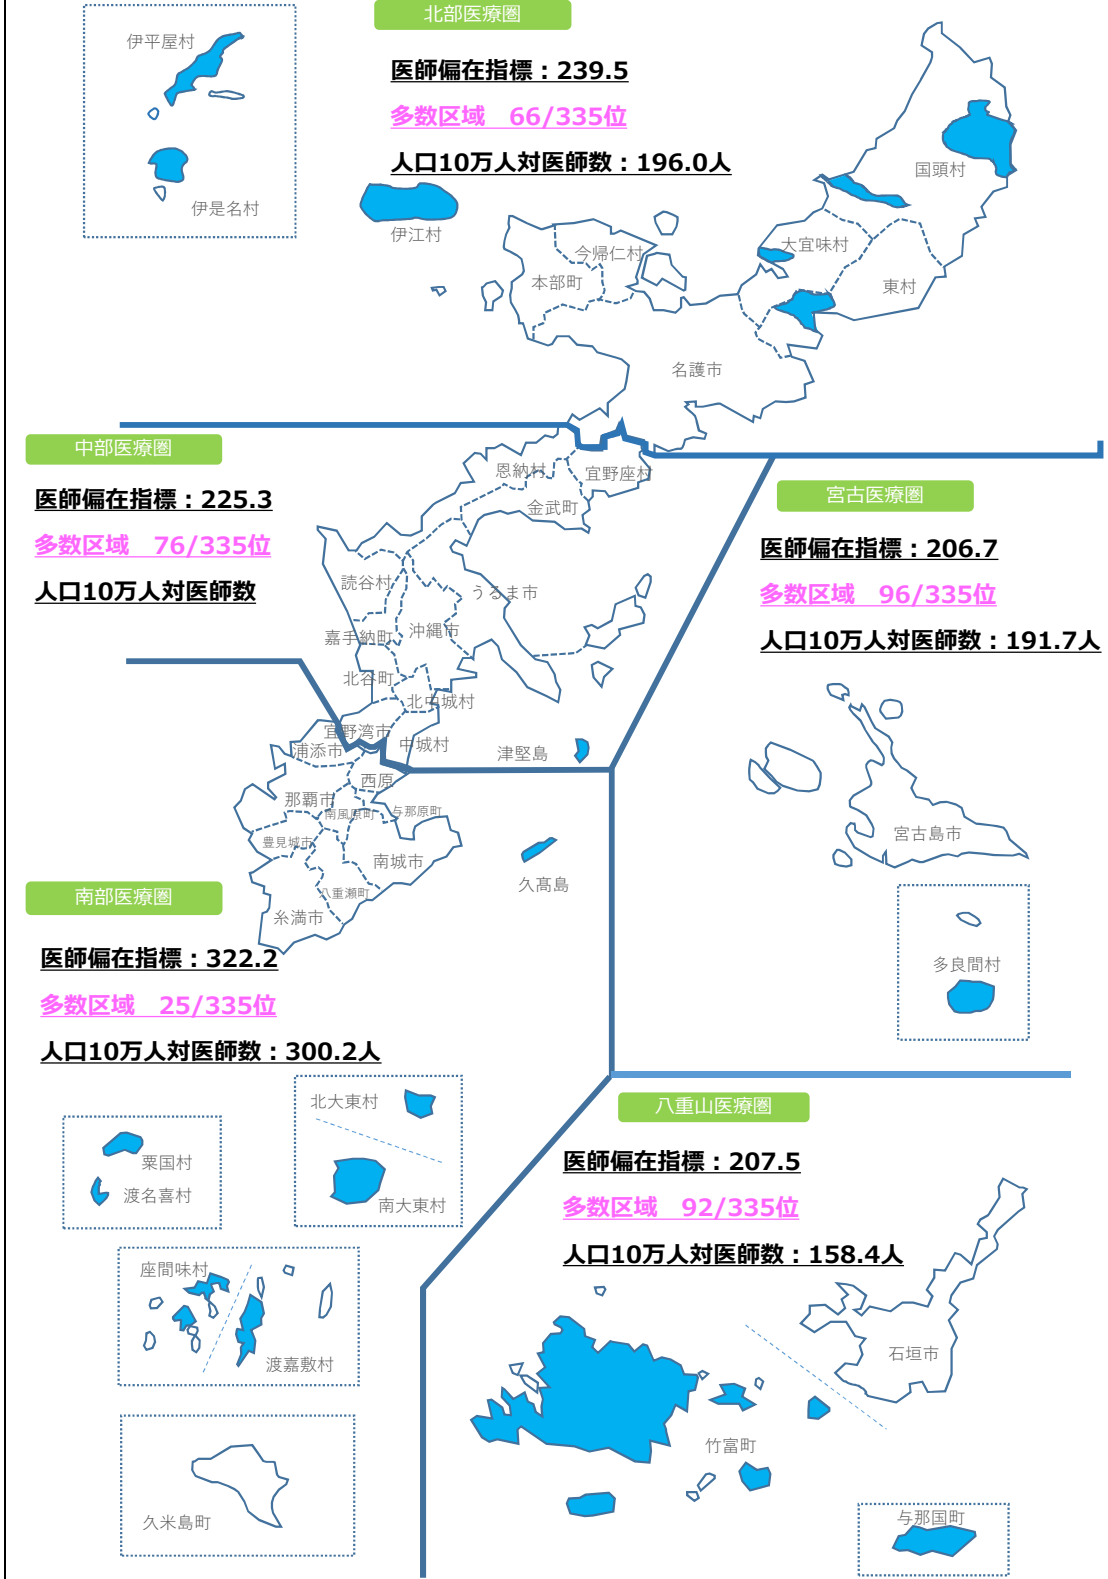 北部医療圏
伊平屋村
医師偏在指標：239.5
多数区域　66/335位
人口10万人対医師数：196.0人
国頭村
伊是名村
伊江村
大宜味村
今帰仁村
本部町
東村
名護市
中部医療圏
医師偏在指標：225.3
多数区域　76/335位
人口10万人対医師数
恩納村
宜野座村
金武町
宮古医療圏
医師偏在指標：206.7
多数区域　96/335位
人口10万人対医師数：191.7人
読谷村
うるま市
嘉手納町
沖縄市
北谷町
北中城村
宜野湾市
中城村
浦添市
津堅島
西原
那覇市
南風原町
与那原町
豊見城市
南城市
久髙島
八重瀬町
糸満市
宮古島市
多良間村
南部医療圏
医師偏在指標：322.2
多数区域　25/335位
人口10万人対医師数：300.2人
北大東村
南大東村
粟国村
渡名喜村
座間味村
渡嘉敷村
久米島町
八重山医療圏
医師偏在指標：207.5
多数区域　92/335位
人口10万人対医師数：158.4人
石垣市
竹富町
与那国町